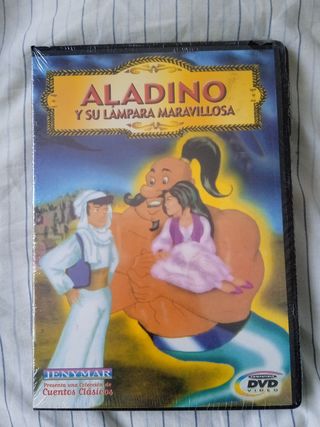 ALADINO
Y SU LÁMPARA MARAVILLOSA
JENYMAR
Presenta una Colección de
Cuentos Clásicos
DVD
VIDEO